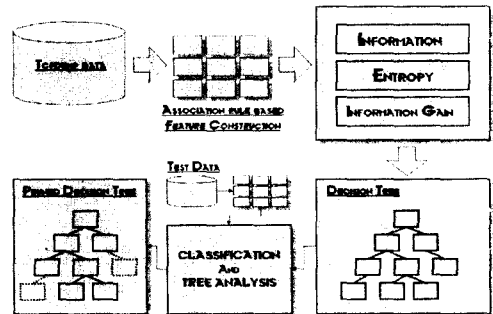 DATA
ASSOCIATION RULE BASED
FEATURE CONSTRUCTION
INFORMATION
ENTROPY
INFORMATION GAIN
TEST DATA
PRUNED DECISION TREE
DECISION TREE
CLASSIFICATION
AND
TREE ANALYSIS